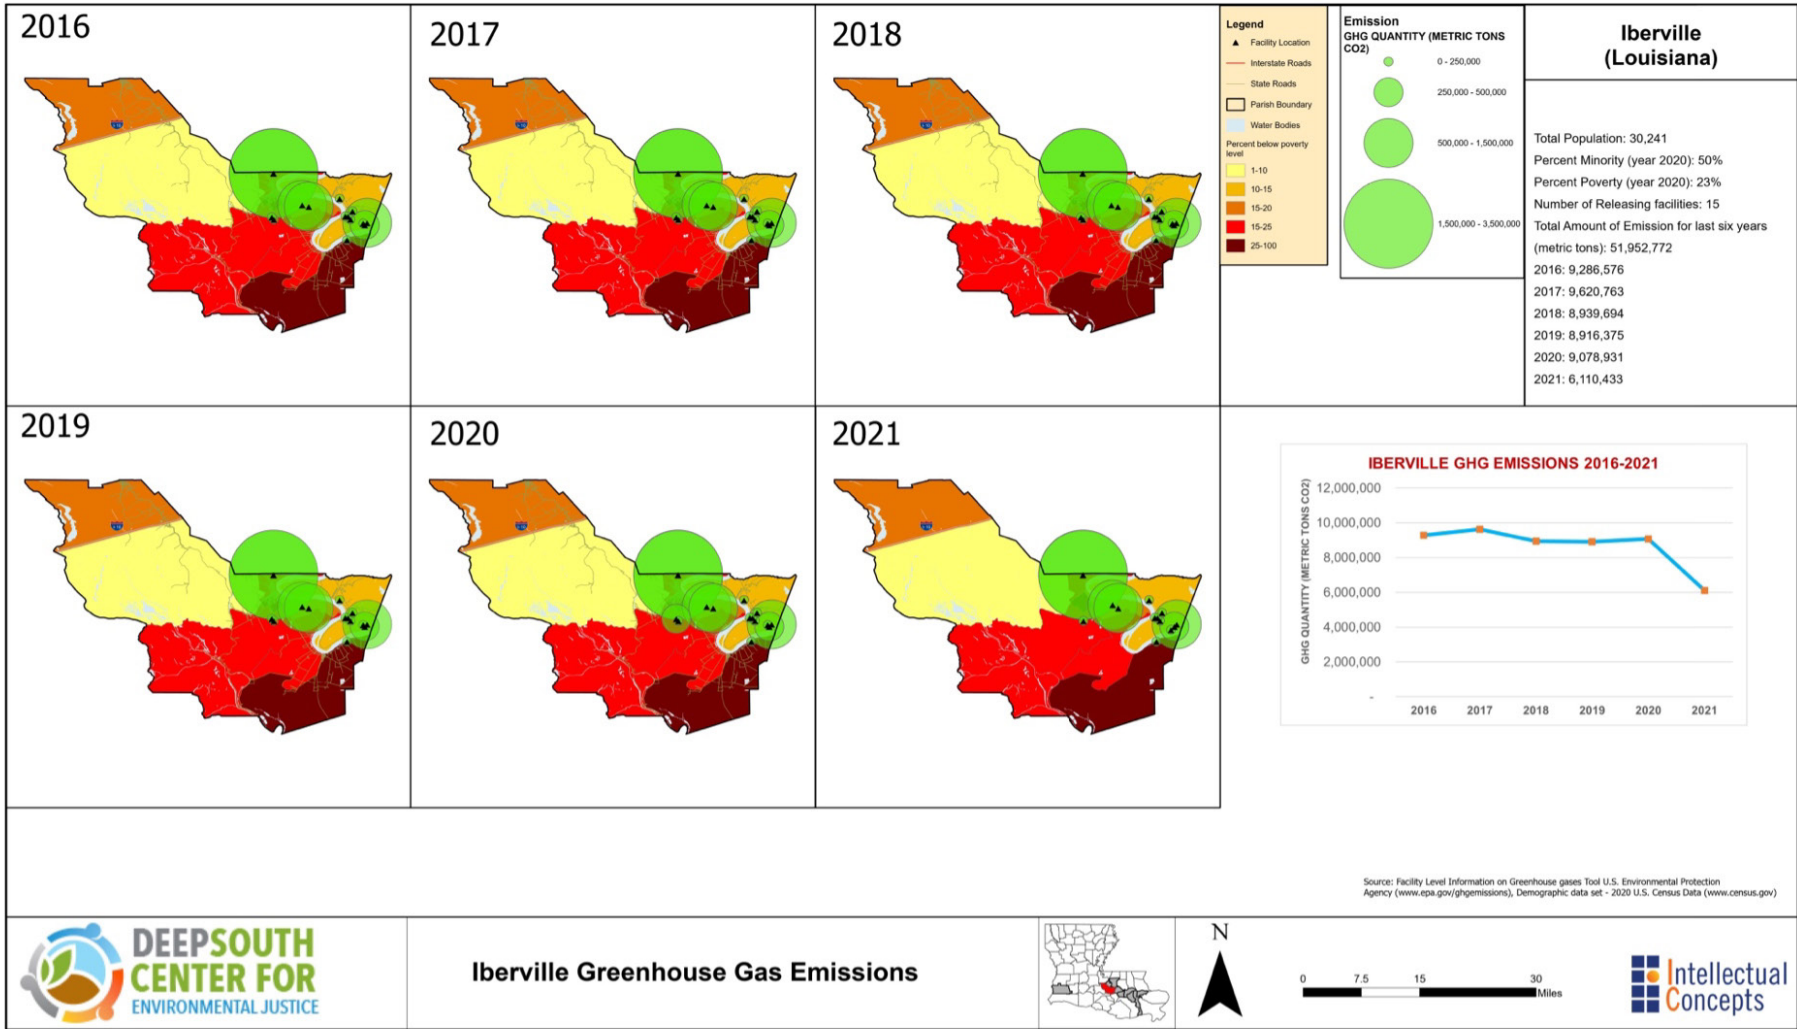 2016
2017
2018
Legend
Facility Location
Interstate Roads
State Roads
Parish Boundary
Water Bodies
Percent below poverty
level
1-10
10-15
15-20
15-25
25-100
Emission
GHG QUANTITY (METRIC TONS
CO2)
0 - 250,000
250,000 - 500,000
500,000 - 1,500,000
1,500,000 - 3,500,000
Iberville
(Louisiana)
Total Population: 30,241
Percent Minority (year 2020): 50%
Percent Poverty (year 2020): 23%
Number of Releasing facilities: 15
Total Amount of Emission for last six years
(metric tons): 51,952,772
2016: 9,286,576
2017: 9,620,763
2018: 8,939,694
2019: 8,916,375
2020: 9,078,931
2021: 6,110,433
2019
2020
2021
IBERVILLE GHG EMISSIONS 2016-2021
GHG QUANTITY (METRIC TONS CO2)
12,000,000
10,000,000
8,000,000
6,000,000
4,000,000
2,000,000
-
2016 2017 2018 2019 2020 2021
Source: Facility Level Information on Greenhouse gases Tool U.S. Environmental Protection
Agency (www.epa.gov/ghgemissions), Demographic data set - 2020 U.S. Census Data (www.census.gov)
DEEPSOUTH
CENTER FOR
ENVIRONMENTAL JUSTICE
Iberville Greenhouse Gas Emissions
N
0 7.5 15 30
Miles
Intellectual
Concepts